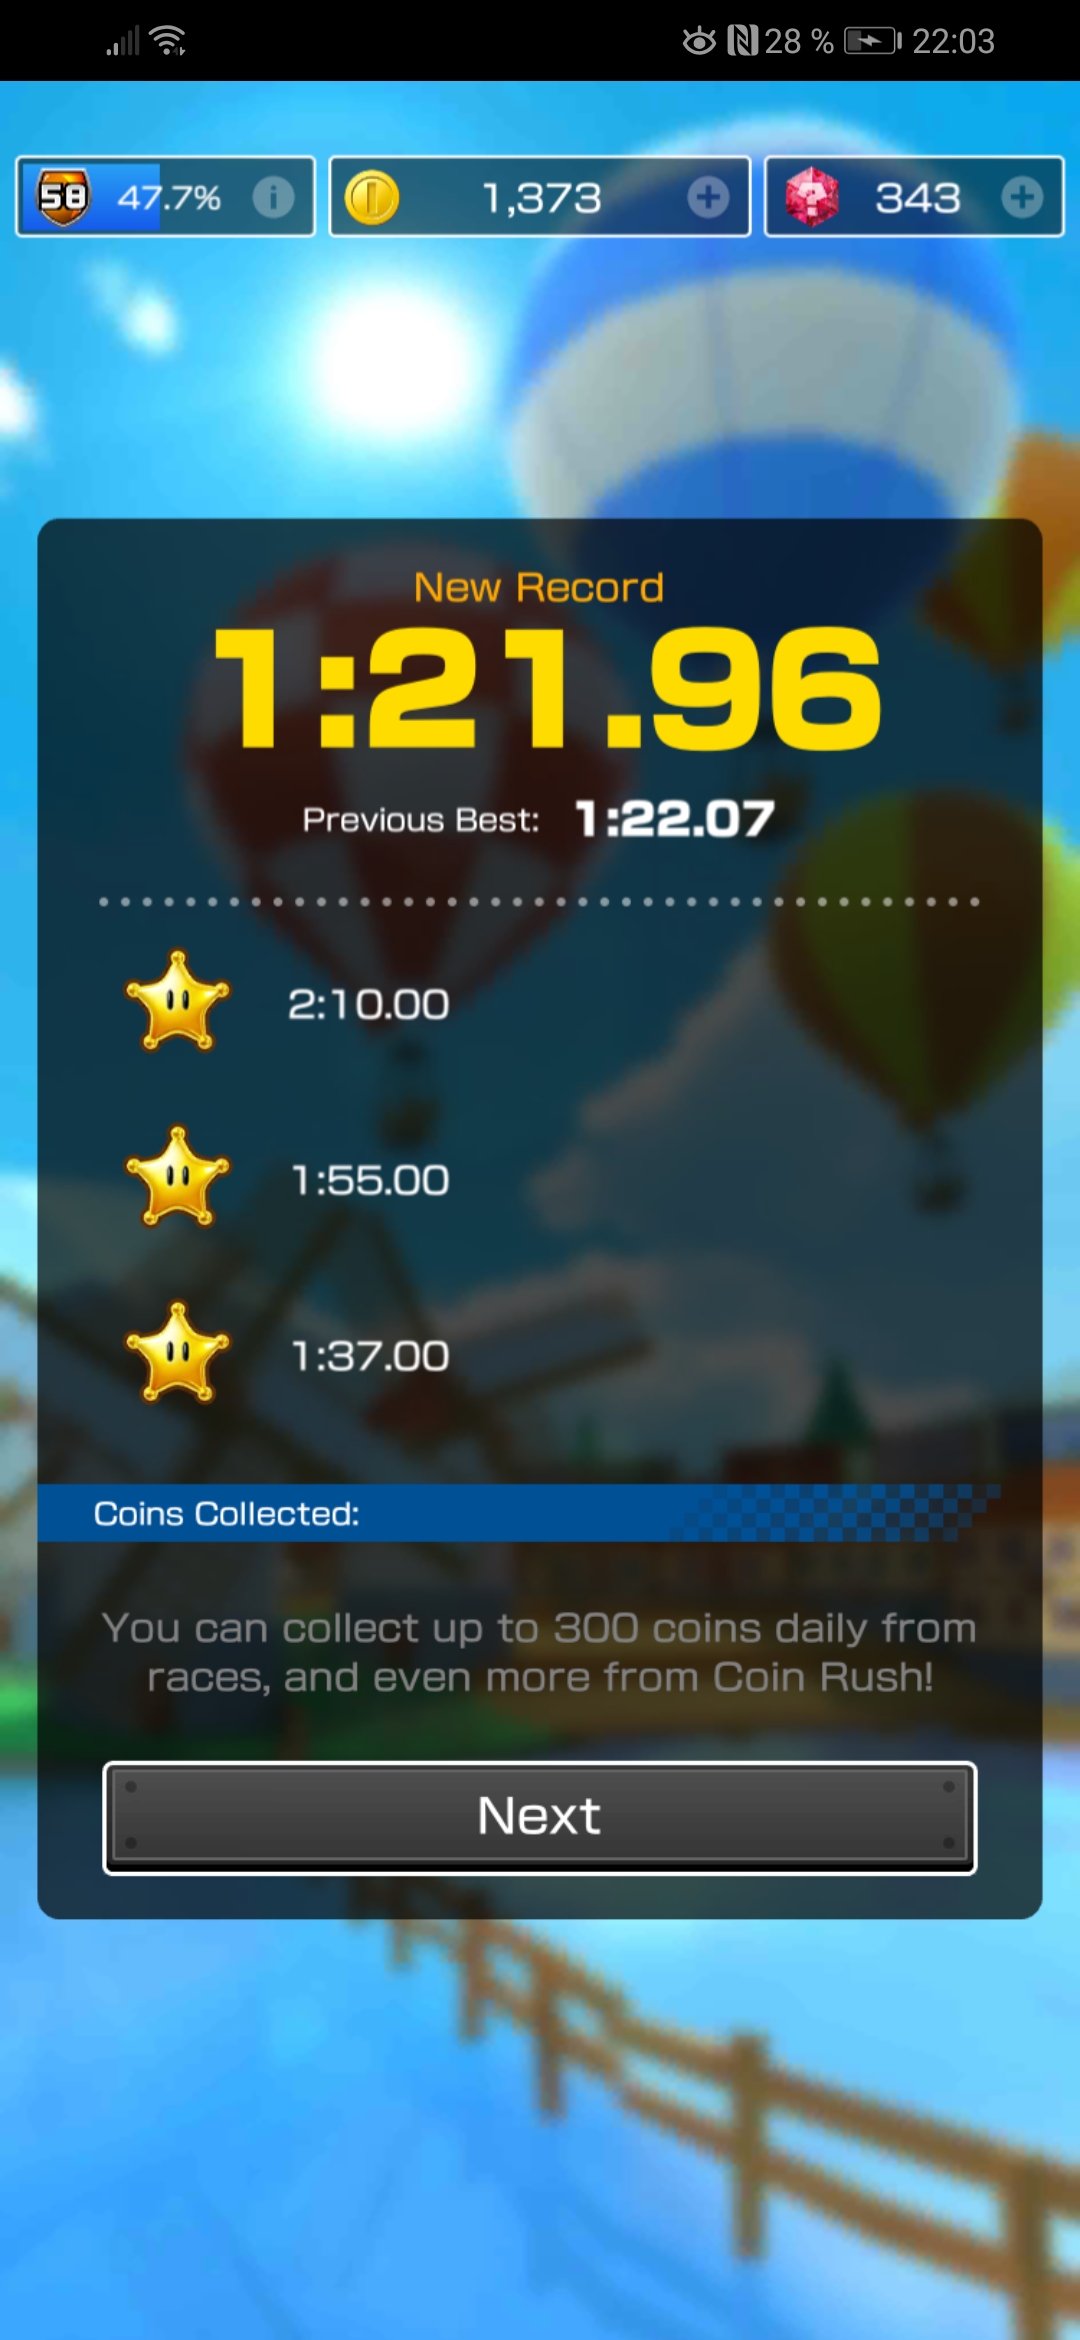 28 % 22:03
58 47.7% 1,373 343
New Record
1:21.96
Previous Best: 1:22.07
2:10.00
1:55.00
1:37.00
Coins Collected:
You can collect up to 300 coins daily from
races, and even more from Coin Rush!
Next